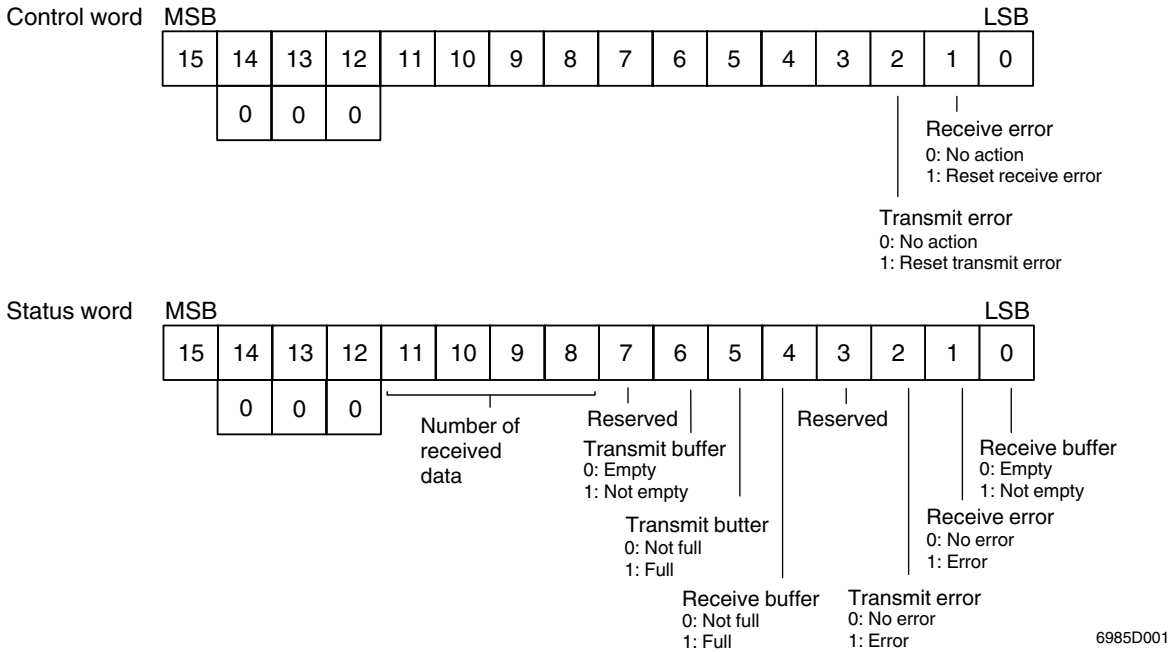 Control word MSB LSB
15 14 13 12 11 10 9 8 7 6 5 4 3 2 1 0
0 0 0
Receive error
0: No action
1: Reset receive error
Transmit error
0: No action
1: Reset transmit error
Status word MSB LSB
15 14 13 12 11 10 9 8 7 6 5 4 3 2 1 0
0 0 0
Number of
received
data
Reserved
Transmit buffer
0: Empty
1: Not empty
Transmit butter
0: Not full
1: Full
Receive buffer
0: Not full
1: Full
Reserved
Transmit error
0: No error
1: Error
Receive error
0: No error
1: Error
Receive buffer
0: Empty
1: Not empty
6985D001